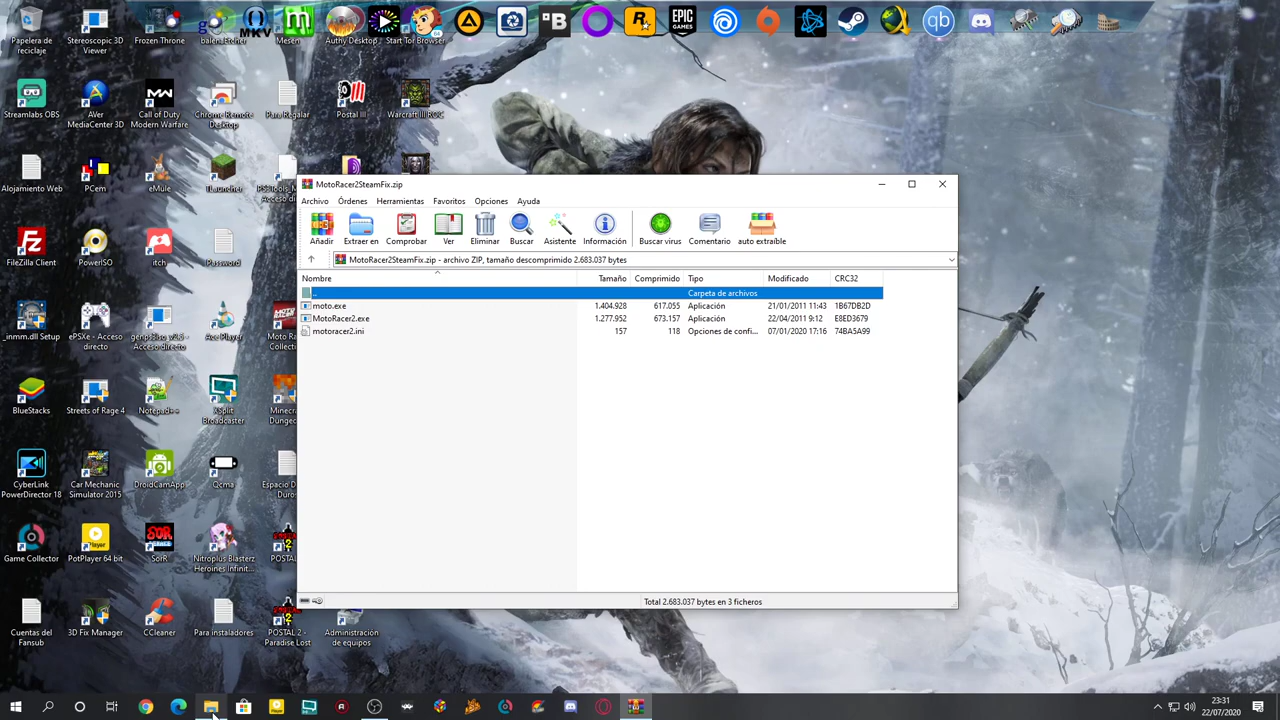 Papelera de reciclaje
Stereoscopic 3D Viewer
Frozen Throne
balenaEtcher
MKV
Mesen
Authy Desktop
Start Tor Browser
EPIC GAMES
qb
Streamlabs OBS
AVer MediaCenter 3D
Call of Duty Modern Warfare
Chrome Remote Desktop
Para Regalar
Postal III
Warcraft III ROC
Alojamiento Web
PCem
eMule
TLauncher
FileZilla Client
PowerISO
itch
Password
_inmm.dll Setup
ePSXe - Acceso directo
Ace Player
BlueStacks
Streets of Rage 4
Notepad++
XSplit Broadcaster
CyberLink PowerDirector 18
Car Mechanic Simulator 2015
DroidCamApp
Qcma
Game Collector
PotPlayer 64 bit
SorR
Nitroplus Blasterz Heroines Infinit...
Cuentas del Fansub
3D Fix Manager
CCleaner
Para instaladores
POSTAL 2 - Paradise Lost
Administración de equipos
MotoRacer2SteamFix.zip
Archivo Órdenes Herramientas Favoritos Opciones Ayuda
Añadir Extraer en Comprobar Ver Eliminar Buscar Asistente Información Buscar virus Comentario auto extraíble
MotoRacer2SteamFix.zip - archivo ZIP, tamaño descomprimido 2.683.037 bytes
Nombre Tamaño Comprimido Tipo Modificado CRC32
.. Carpeta de archivos
moto.exe 1.404.928 617.055 Aplicación 21/01/2011 11:43 1B67DB2D
MotoRacer2.exe 1.277.952 673.157 Aplicación 22/04/2011 9:12 E8ED3679
motoracer2.ini 157 118 Opciones de confi... 07/01/2020 17:16 74BA5A99
Total 2.683.037 bytes en 3 ficheros
23:31
22/07/2020